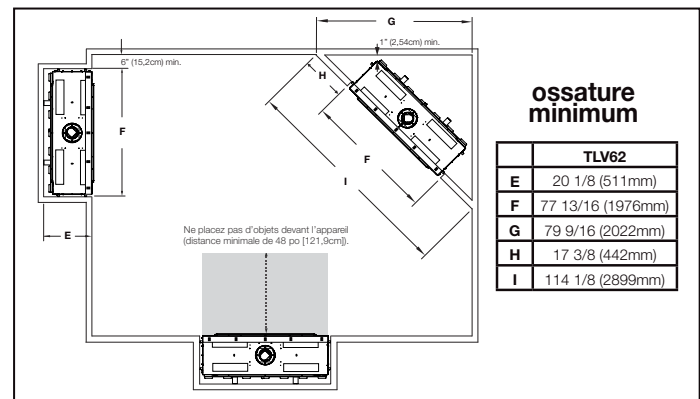 G
1" (2,54cm) min.
6" (15,2cm) min.
H
F
F
I
E
Ne placez pas d'objets devant l'appareil
(distance minimale de 48 po [121,9cm]).
ossature
minimum
TLV62
E 20 1/8 (511mm)
F 77 13/16 (1976mm)
G 79 9/16 (2022mm)
H 17 3/8 (442mm)
I 114 1/8 (2899mm)